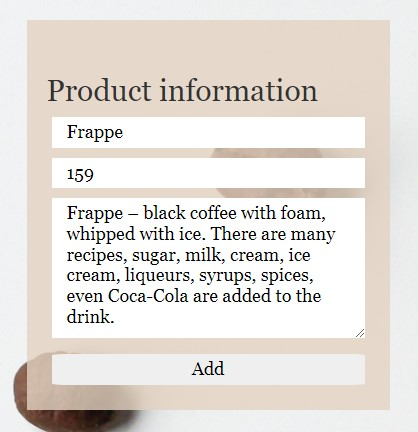 Product information
Frappe
159
Frappe – black coffee with foam,
whipped with ice. There are many
recipes, sugar, milk, cream, ice
cream, liqueurs, syrups, spices,
even Coca-Cola are added to the
drink.
Add